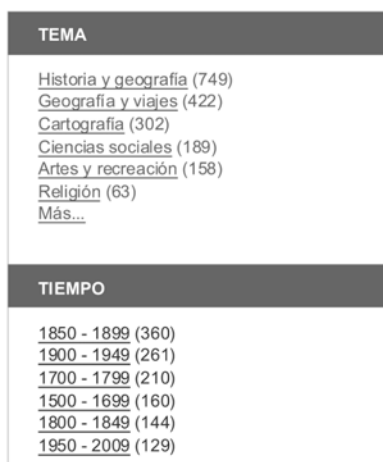 TEMA
Historia y geografía (749)
Geografía y viajes (422)
Cartografía (302)
Ciencias sociales (189)
Artes y recreación (158)
Religión (63)
Más...
TIEMPO
1850 - 1899 (360)
1900 - 1949 (261)
1700 - 1799 (210)
1500 - 1699 (160)
1800 - 1849 (144)
1950 - 2009 (129)